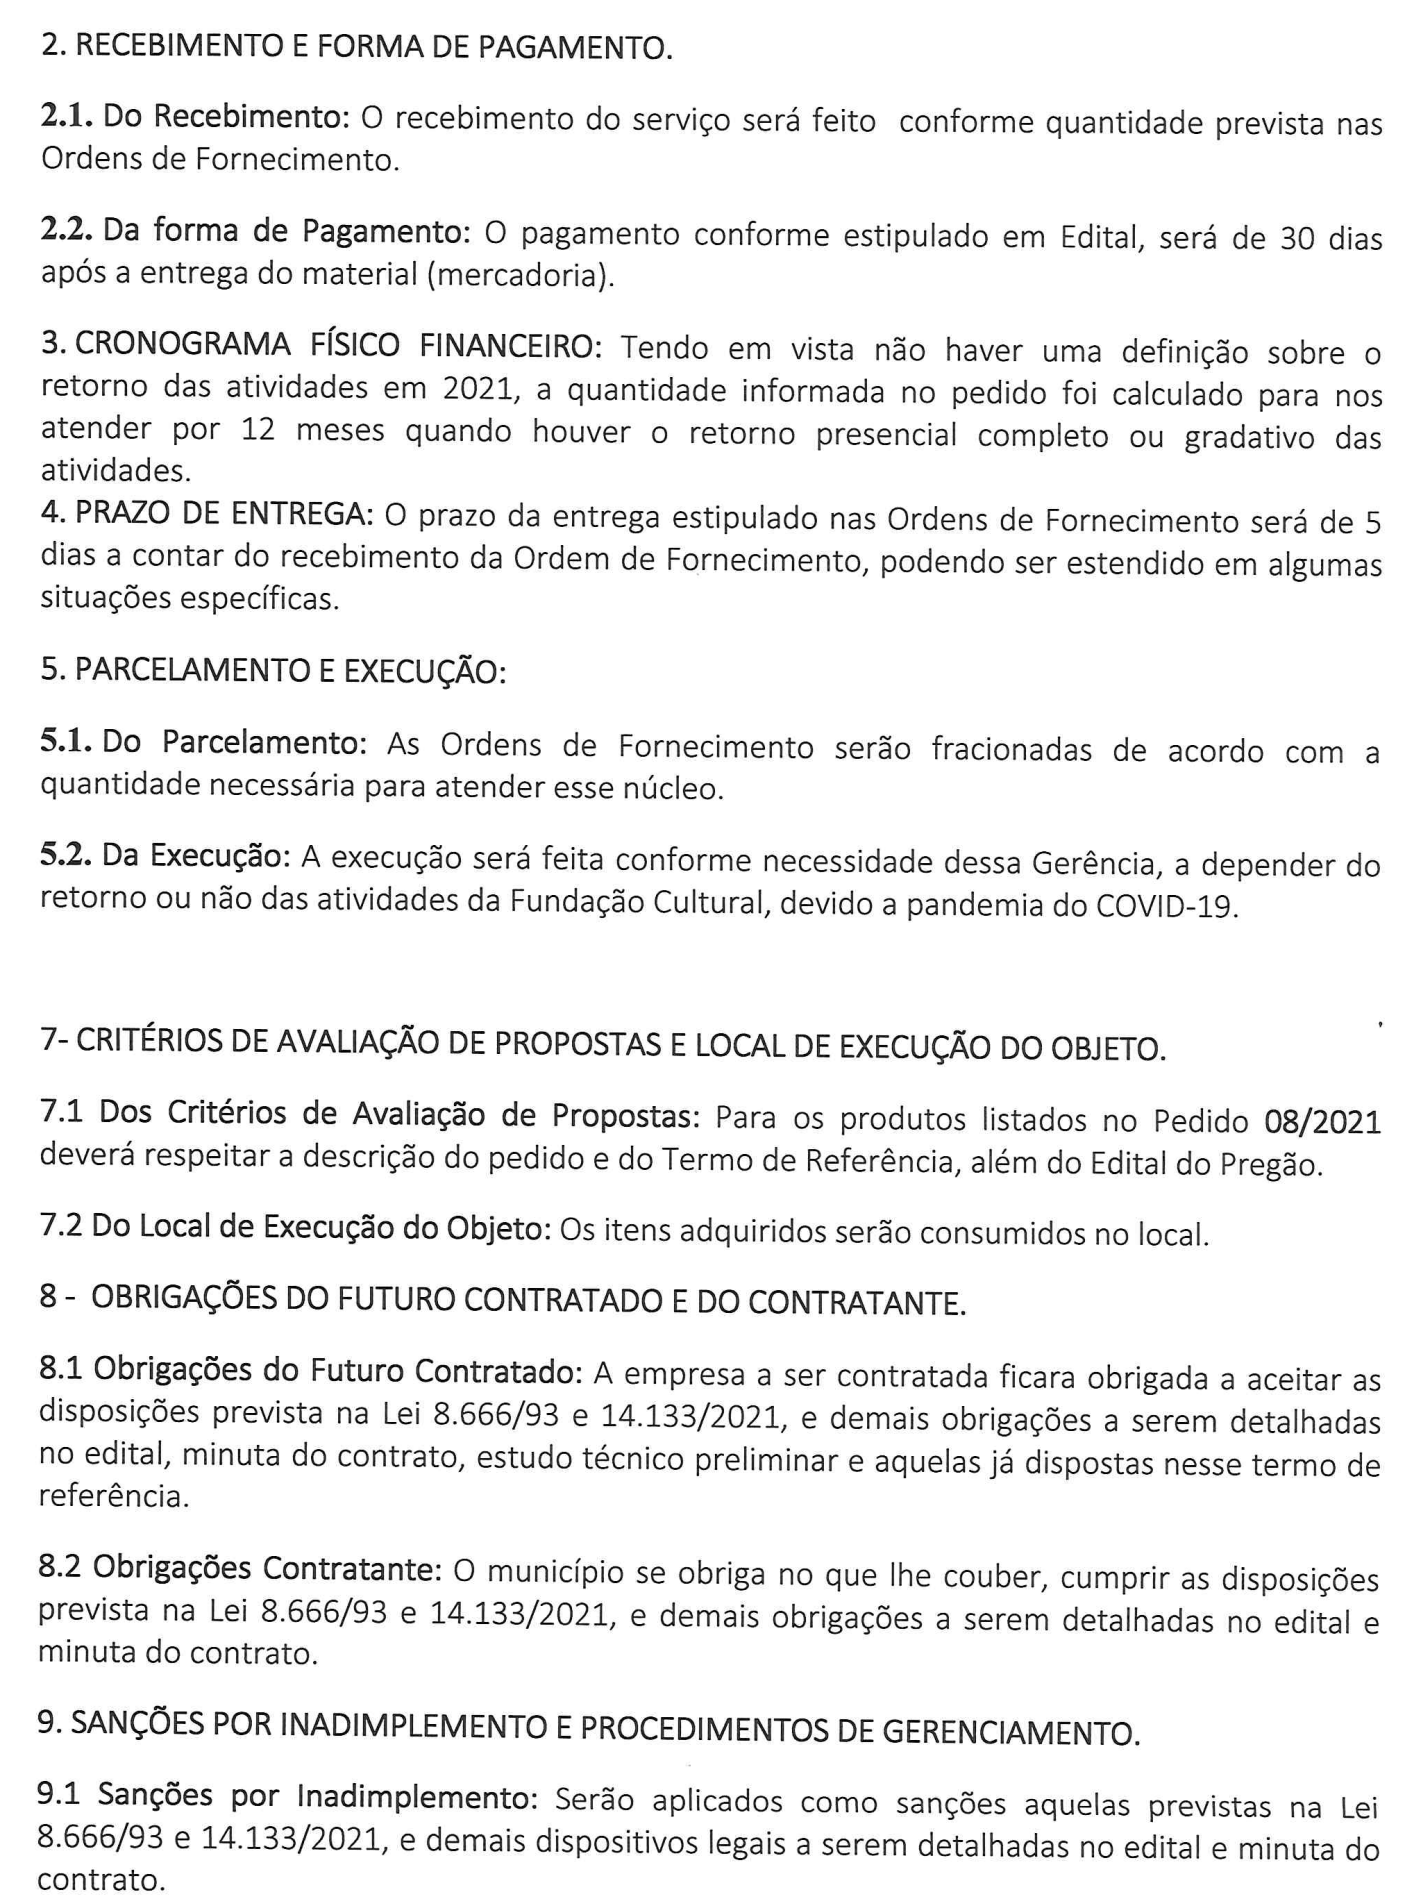 2. RECEBIMENTO E FORMA DE PAGAMENTO.
2.1. Do Recebimento: O recebimento do serviço será feito conforme quantidade prevista nas
Ordens de Fornecimento.
2.2. Da forma de Pagamento: O pagamento conforme estipulado em Edital, será de 30 dias
após a entrega do material (mercadoria).
3. CRONOGRAMA FÍSICO FINANCEIRO: Tendo em vista não haver uma definição sobre o
retorno das atividades em 2021, a quantidade informada no pedido foi calculado para nos
atender por 12 meses quando houver o retorno presencial completo ou gradativo das
atividades.
4. PRAZO DE ENTREGA: O prazo da entrega estipulado nas Ordens de Fornecimento será de 5
dias a contar do recebimento da Ordem de Fornecimento, podendo ser estendido em algumas
situações específicas.
5. PARCELAMENTO E EXECUÇÃO:
5.1. Do Parcelamento: As Ordens de Fornecimento serão fracionadas de acordo com a
quantidade necessária para atender esse núcleo.
5.2. Da Execução: A execução será feita conforme necessidade dessa Gerência, a depender do
retorno ou não das atividades da Fundação Cultural, devido a pandemia do COVID-19.
7- CRITÉRIOS DE AVALIAÇÃO DE PROPOSTAS E LOCAL DE EXECUÇÃO DO OBJETO.
7.1 Dos Critérios de Avaliação de Propostas: Para os produtos listados no Pedido 08/2021
deverá respeitar a descrição do pedido e do Termo de Referência, além do Edital do Pregão.
7.2 Do Local de Execução do Objeto: Os itens adquiridos serão consumidos no local.
8 - OBRIGAÇÕES DO FUTURO CONTRATADO E DO CONTRATANTE.
8.1 Obrigações do Futuro Contratado: A empresa a ser contratada ficara obrigada a aceitar as
disposições prevista na Lei 8.666/93 e 14.133/2021, e demais obrigações a serem detalhadas
no edital, minuta do contrato, estudo técnico preliminar e aquelas já dispostas nesse termo de
referência.
8.2 Obrigações Contratante: O município se obriga no que lhe couber, cumprir as disposições
prevista na Lei 8.666/93 e 14.133/2021, e demais obrigações a serem detalhadas no edital e
minuta do contrato.
9. SANÇÕES POR INADIMPLEMENTO E PROCEDIMENTOS DE GERENCIAMENTO.
9.1 Sanções por Inadimplemento: Serão aplicados como sanções aquelas previstas na Lei
8.666/93 e 14.133/2021, e demais dispositivos legais a serem detalhadas no edital e minuta do
contrato.